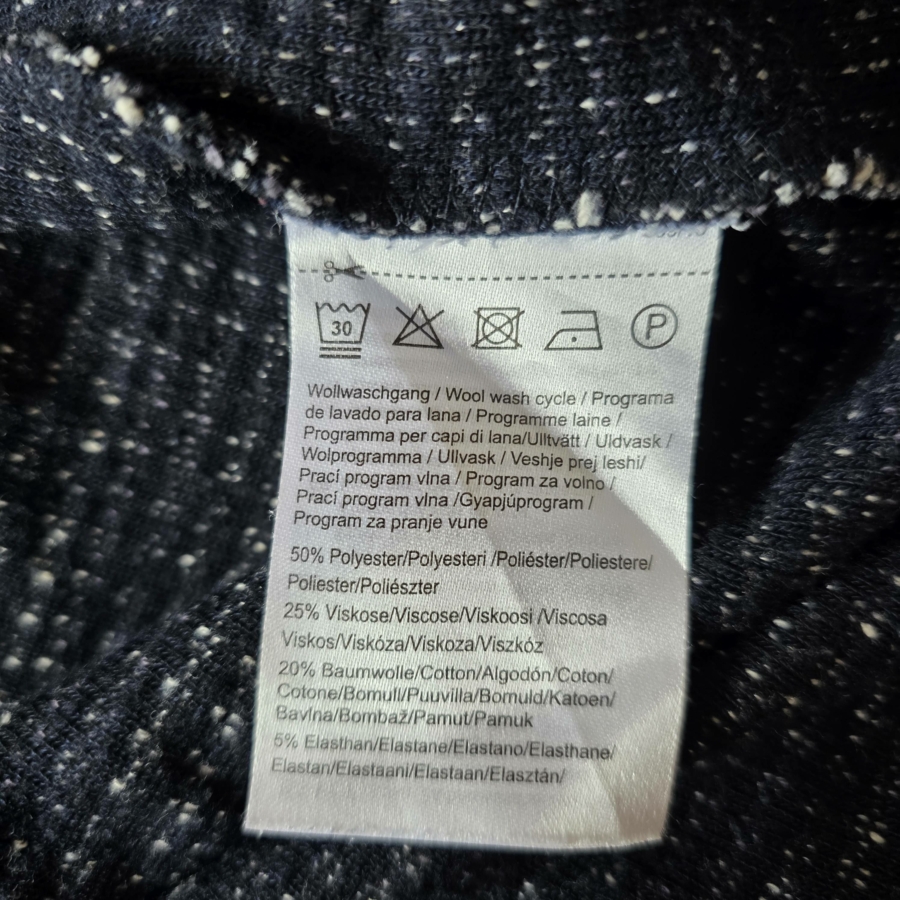 30
P
Wollwaschgang / Wool wash cycle / Programa
de lavado para lana / Programme laine /
Programma per capi di lana/Ulltvätt / Uldvask /
Wolprogramma / Ullvask / Veshje prej leshi/
Prací program vlna / Program za volno /
Prací program vlna /Gyapjúprogram /
Program za pranje vune
50% Polyester/Polyesteri /Poliéster/Poliestere/
Poliester/Poliészter
25% Viskose/Viscose/Viskoosi /Viscosa
Viskos/Viskóza/Viskoza/Viszkóz
20% Baumwolle/Cotton/Algodón/Coton/
Cotone/Bomull/Puuvilla/Bomuld/Katoen/
Bavlna/Bombaž/Pamut/Pamuk
5% Elasthan/Elastane/Elastano/Elasthane/
Elastan/Elastaani/Elastaan/Elasztán/